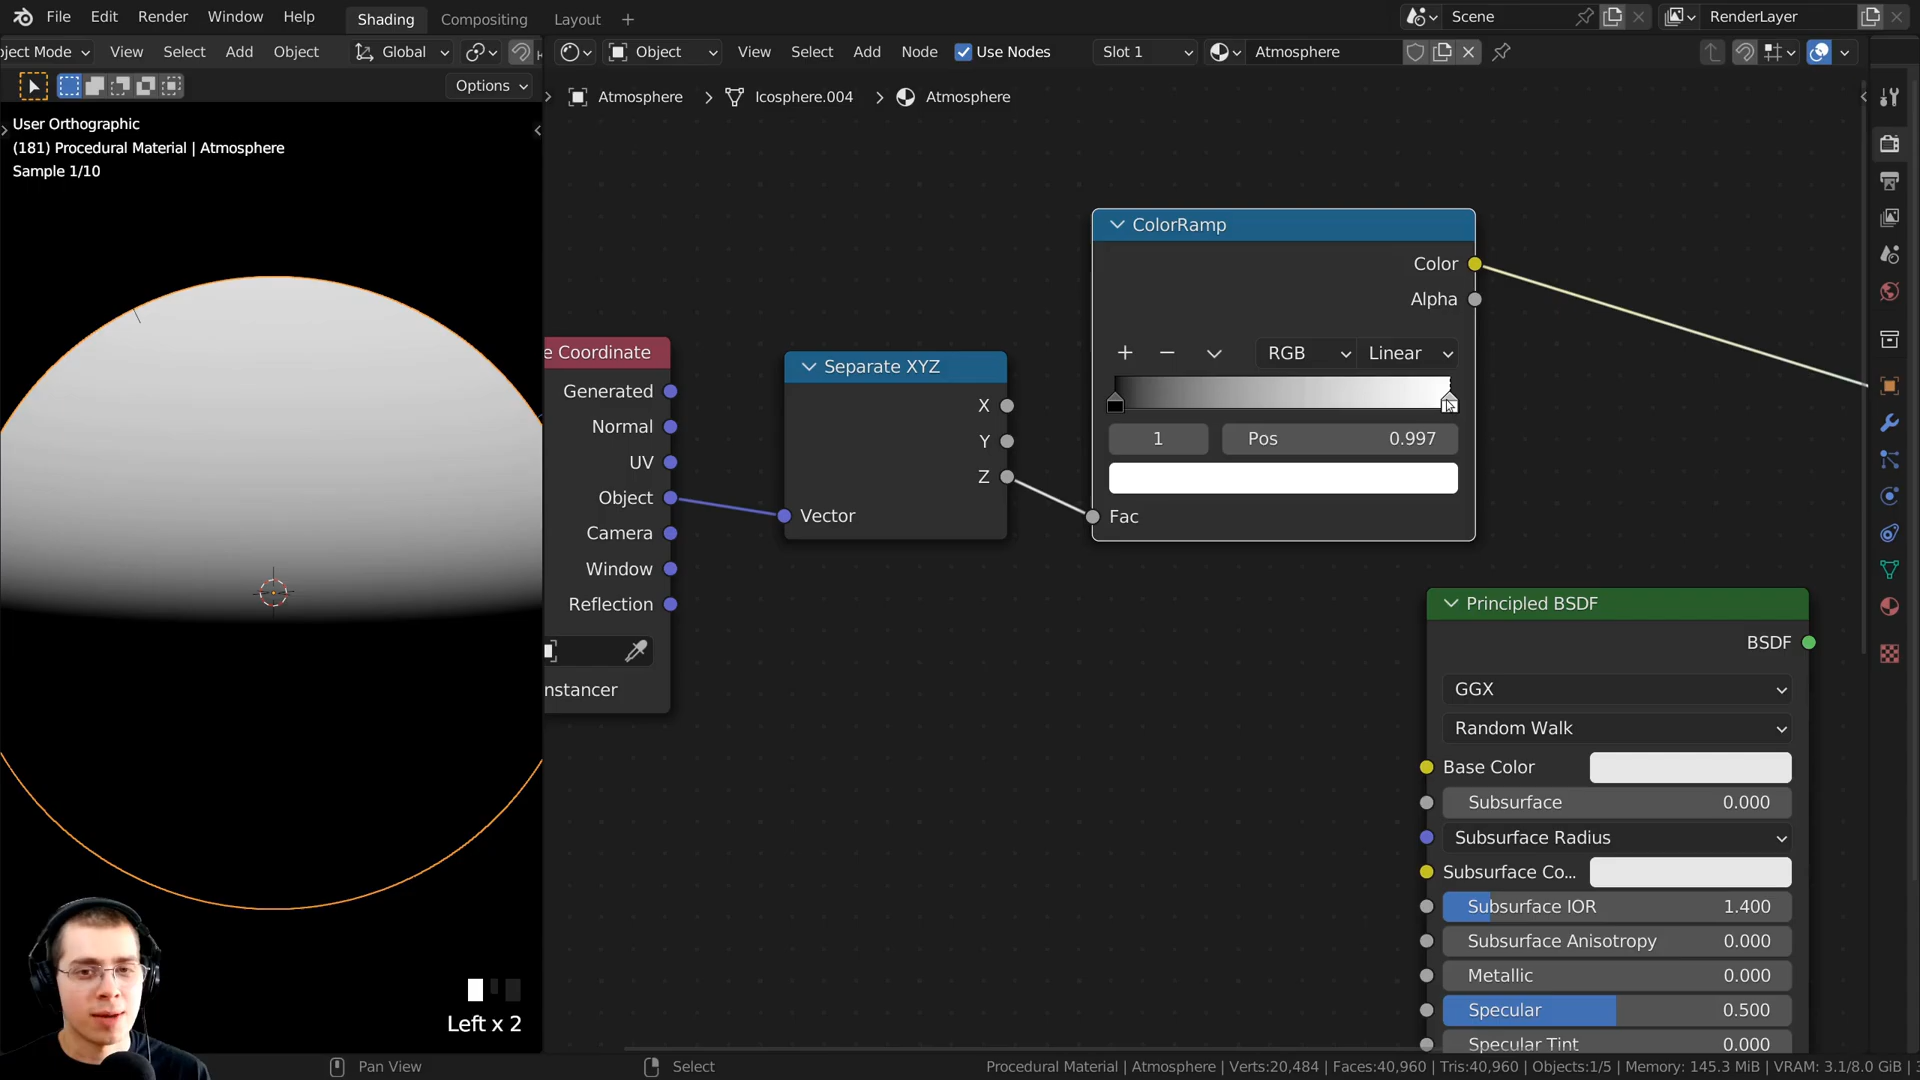 File Edit Render Window Help Shading Compositing Layout + Scene RenderLayer
ject Mode View Select Add Object Global Object View Select Add Node Use Nodes Slot 1 Atmosphere
Options
Atmosphere > Icosphere.004 > Atmosphere
User Orthographic
(181) Procedural Material | Atmosphere
Sample 1/10
e Coordinate
Generated
Normal
UV
Object
Camera
Window
Reflection
nstancer
Separate XYZ
X
Y
Z
Vector
ColorRamp
Color
Alpha
RGB Linear
1 Pos 0.997
Fac
Principled BSDF
BSDF
GGX
Random Walk
Base Color
Subsurface 0.000
Subsurface Radius
Subsurface Co...
Subsurface IOR 1.400
Subsurface Anisotropy 0.000
Metallic 0.000
Specular 0.500
Specular Tint 0.000
Left x 2
Pan View Select Procedural Material | Atmosphere | Verts:20,484 | Faces:40,960 | Tris:40,960 | Objects:1/5 | Memory: 145.3 MiB | VRAM: 3.1/8.0 GiB |